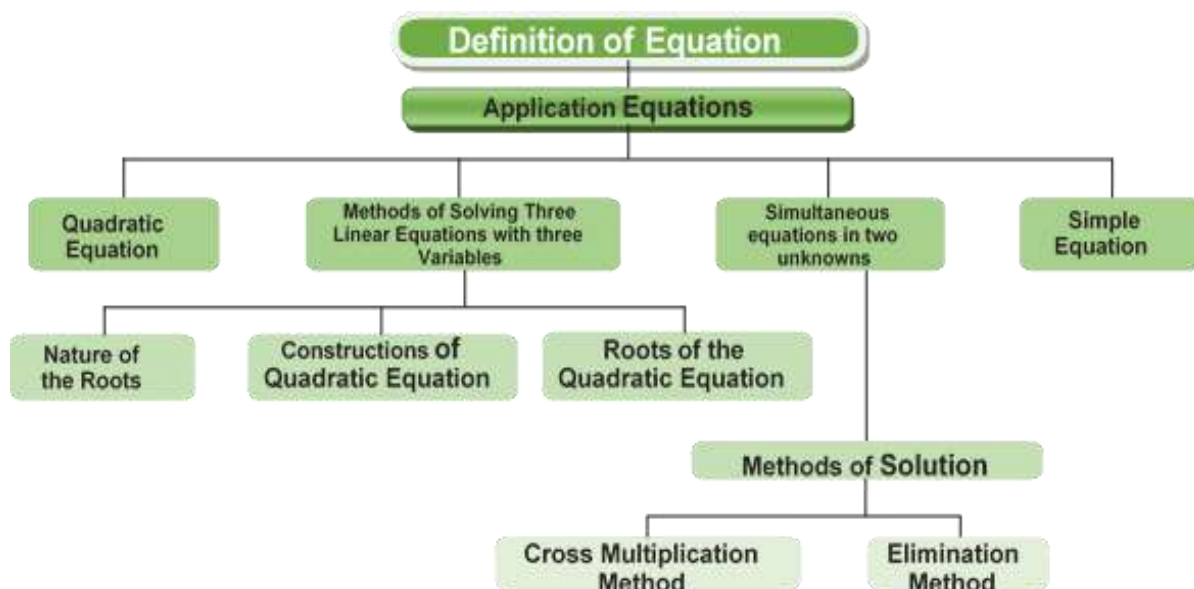 Definition of Equation
Application Equations
Quadratic
Equation
Methods of Solving Three
Linear Equations with three
Variables
Simultaneous
equations in two
unknowns
Simple
Equation
Nature of
the Roots
Constructions of
Quadratic Equation
Roots of the
Quadratic Equation
Methods of Solution
Cross Multiplication
Method
Elimination
Method